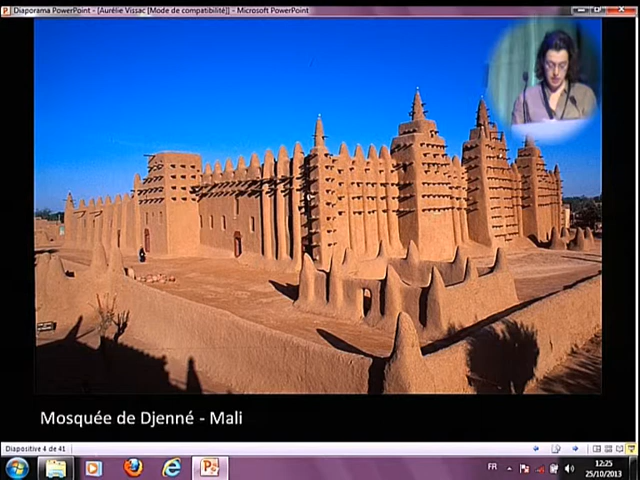 Diaporama PowerPoint - [Aurélie Vissac [Mode de compatibilité]] - Microsoft PowerPoint
Mosquée de Djenné - Mali
Diapositive 4 de 41
FR
12:25
25/10/2013